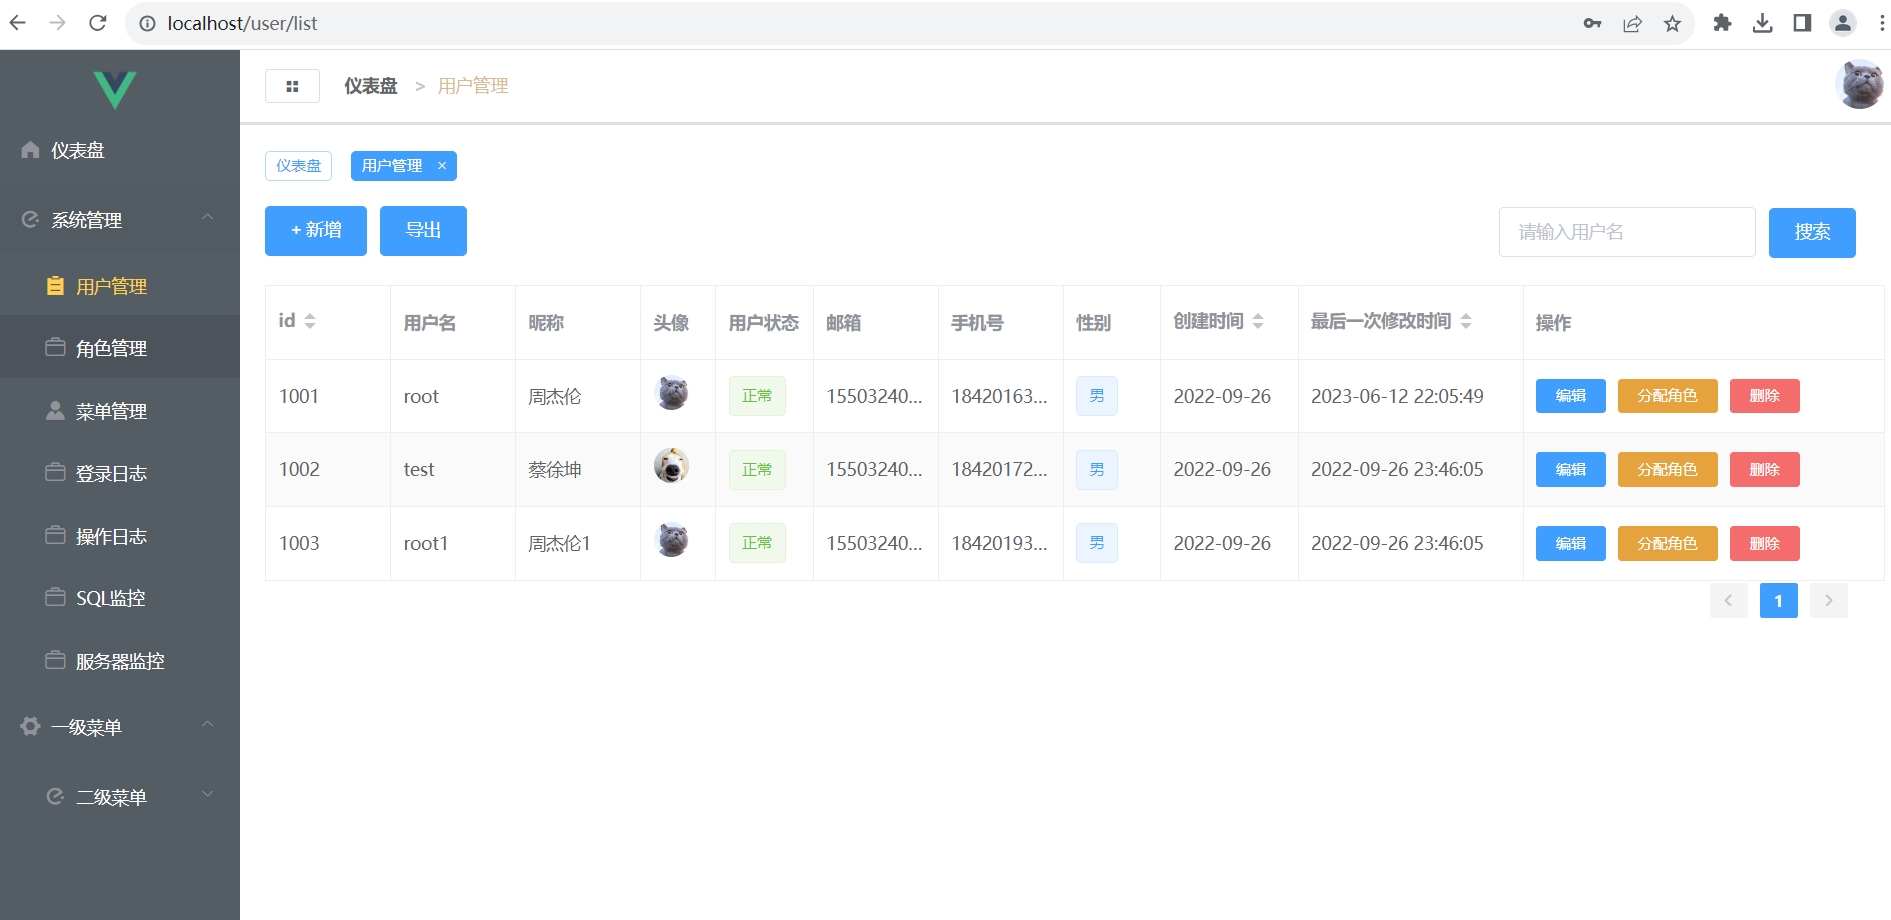 localhost/user/list
仪表盘 > 用户管理
仪表盘
系统管理
用户管理
角色管理
菜单管理
登录日志
操作日志
SQL监控
服务器监控
一级菜单
二级菜单
仪表盘 用户管理 ×
+ 新增 导出 请输入用户名 搜索
id 用户名 昵称 头像 用户状态 邮箱 手机号 性别 创建时间 最后一次修改时间 操作
1001 root 周杰伦 正常 15503240... 18420163... 男 2022-09-26 2023-06-12 22:05:49 编辑 分配角色 删除
1002 test 蔡徐坤 正常 15503240... 18420172... 男 2022-09-26 2022-09-26 23:46:05 编辑 分配角色 删除
1003 root1 周杰伦1 正常 15503240... 18420193... 男 2022-09-26 2022-09-26 23:46:05 编辑 分配角色 删除
1